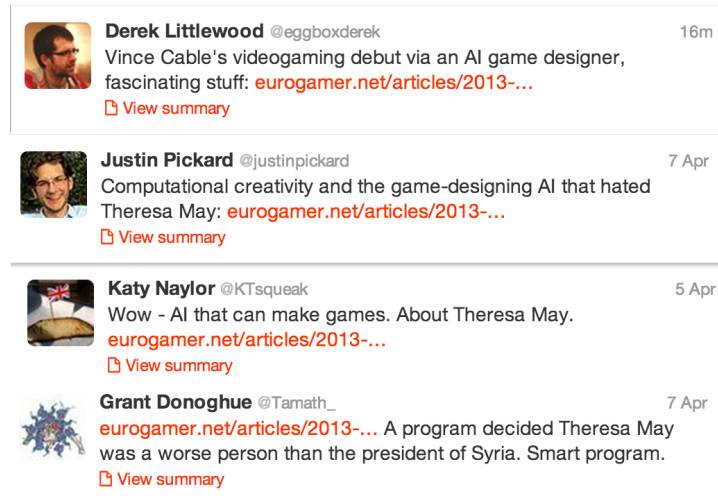 Derek Littlewood @eggboxderek 16m
Vince Cable's videogaming debut via an AI game designer,
fascinating stuff: eurogamer.net/articles/2013-…
View summary
Justin Pickard @justinpickard 7 Apr
Computational creativity and the game-designing AI that hated
Theresa May: eurogamer.net/articles/2013-…
View summary
Katy Naylor @KTsqueak 5 Apr
Wow - AI that can make games. About Theresa May.
eurogamer.net/articles/2013-…
View summary
Grant Donoghue @Tamath_ 7 Apr
eurogamer.net/articles/2013-… A program decided Theresa May
was a worse person than the president of Syria. Smart program.
View summary